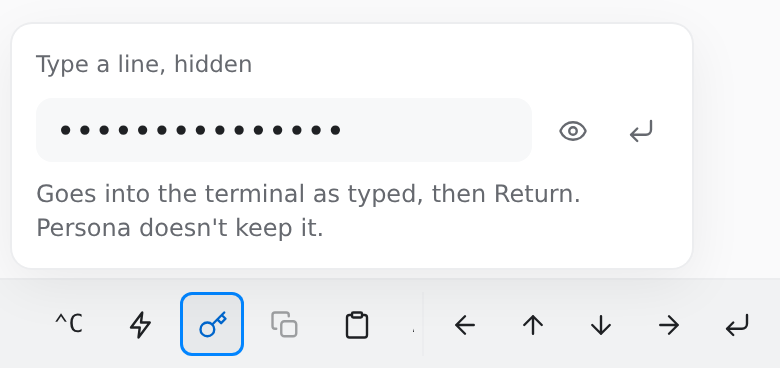 Type a line, hidden
•••••••••••••••
Goes into the terminal as typed, then Return.
Persona doesn't keep it.
^C